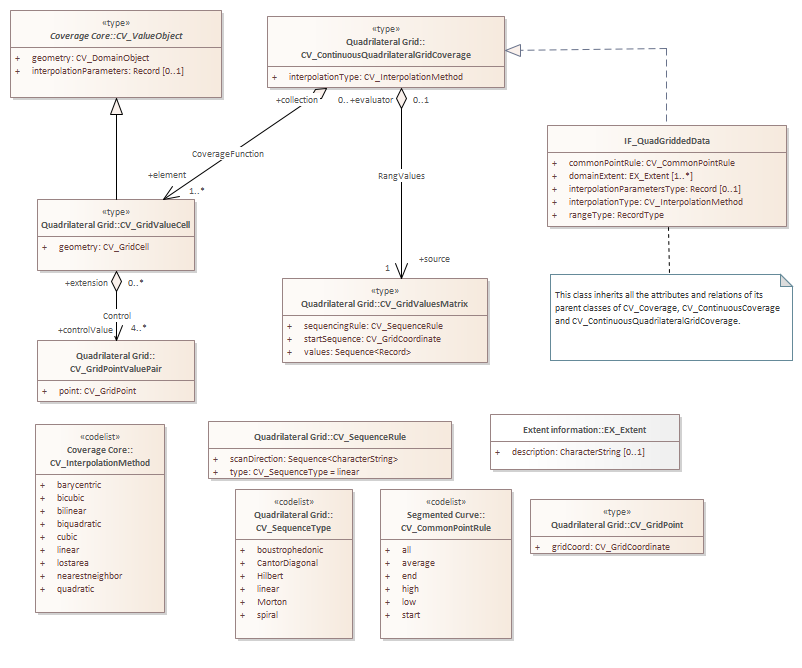 «type»
Coverage Core::CV_ValueObject
+ geometry: CV_DomainObject
+ interpolationParameters: Record [0..1]
«type»
Quadrilateral Grid::
CV_ContinuousQuadrilateralGridCoverage
+ interpolationType: CV_InterpolationMethod
+collection
0..+evaluator
0..1
CoverageFunction
+element
1..*
RangValues
+source
1
IF_QuadGriddedData
+ commonPointRule: CV_CommonPointRule
+ domainExtent: EX_Extent [1..*]
+ interpolationParametersType: Record [0..1]
+ interpolationType: CV_InterpolationMethod
+ rangeType: RecordType
This class inherits all the attributes and relations of its
parent classes of CV_Coverage, CV_ContinuousCoverage
and CV_ContinuousQuadrilateralGridCoverage.
«type»
Quadrilateral Grid::CV_GridValueCell
+ geometry: CV_GridCell
+extension
0..*
Control
+controlValue
4..*
Quadrilateral Grid::
CV_GridPointValuePair
+ point: CV_GridPoint
«type»
Quadrilateral Grid::CV_GridValuesMatrix
+ sequencingRule: CV_SequenceRule
+ startSequence: CV_GridCoordinate
+ values: Sequence<Record>
«codelist»
Coverage Core::
CV_InterpolationMethod
+ barycentric
+ bicubic
+ bilinear
+ biquadratic
+ cubic
+ linear
+ lostarea
+ nearestneighbor
+ quadratic
Quadrilateral Grid::CV_SequenceRule
+ scanDirection: Sequence<CharacterString>
+ type: CV_SequenceType = linear
Extent information::EX_Extent
+ description: CharacterString [0..1]
«codelist»
Quadrilateral Grid::
CV_SequenceType
+ boustrophedonic
+ CantorDiagonal
+ Hilbert
+ linear
+ Morton
+ spiral
«codelist»
Segmented Curve::
CV_CommonPointRule
+ all
+ average
+ end
+ high
+ low
+ start
«type»
Quadrilateral Grid::CV_GridPoint
+ gridCoord: CV_GridCoordinate